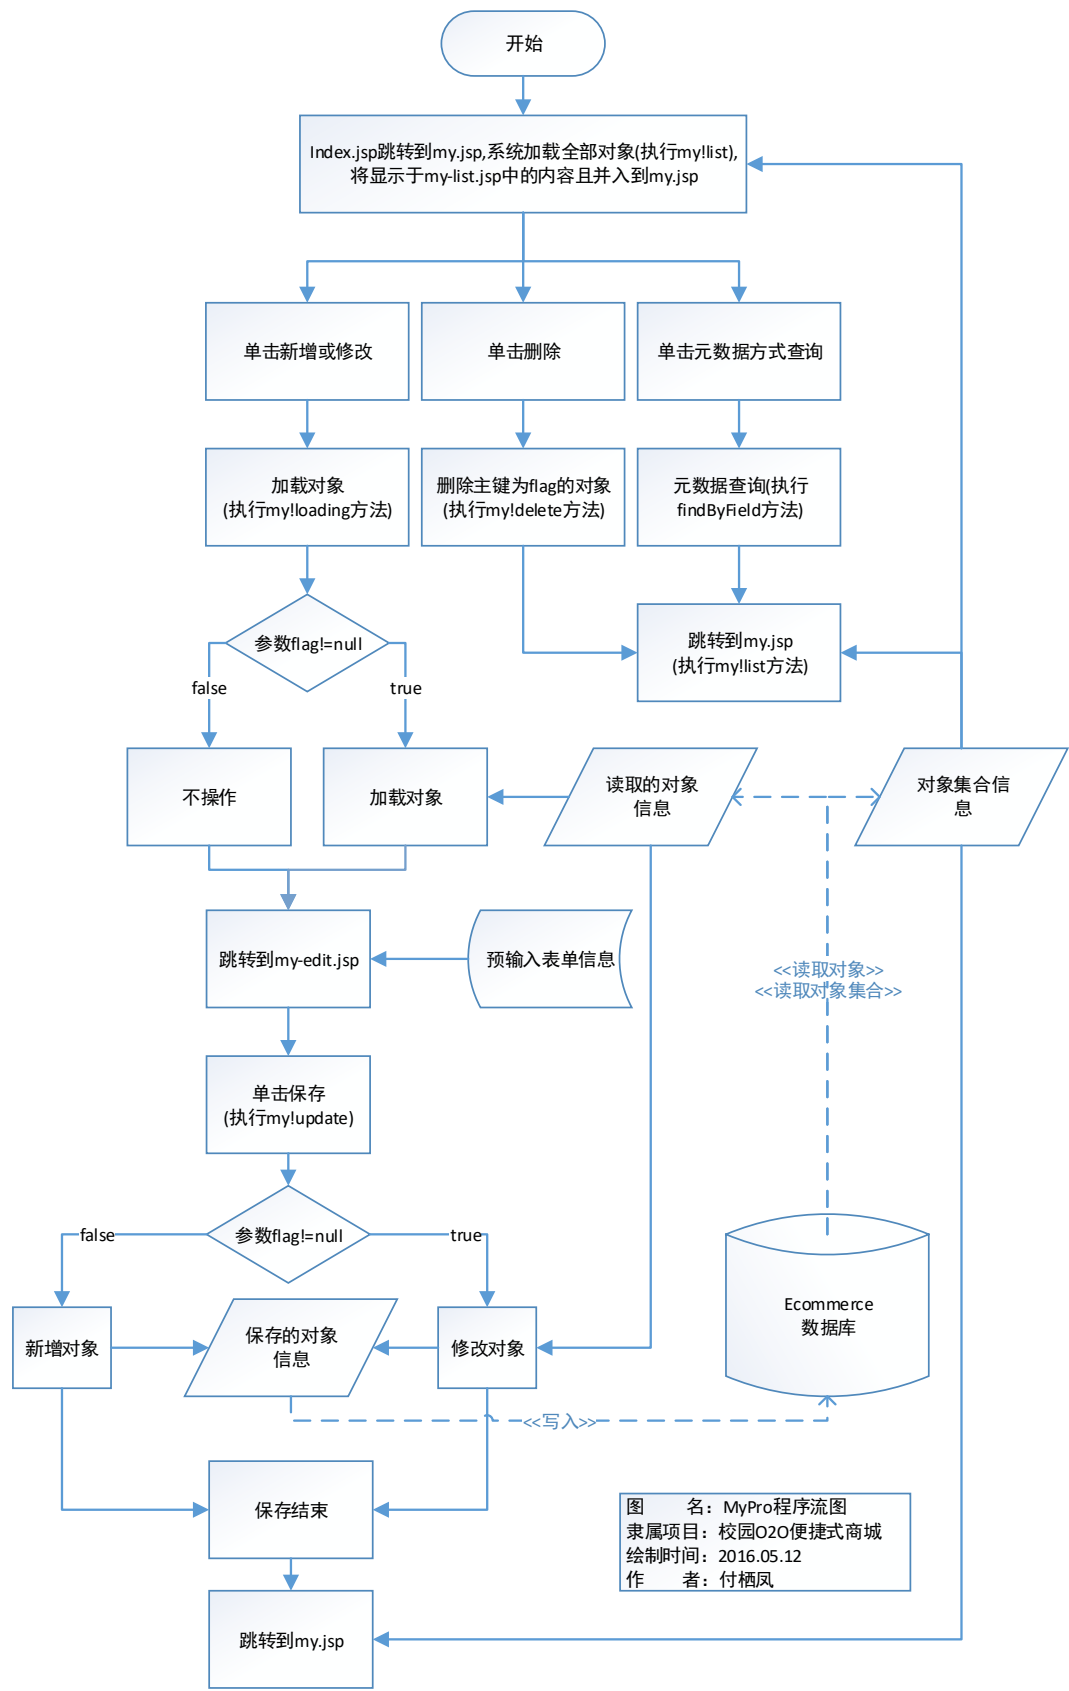 开始
Index.jsp跳转到my.jsp,系统加载全部对象(执行my!list),
将显示于my-list.jsp中的内容且并入到my.jsp
单击新增或修改
单击删除
单击元数据方式查询
加载对象
(执行my!loading方法)
删除主键为flag的对象
(执行my!delete方法)
元数据查询(执行
findByField方法)
参数flag!=null
跳转到my.jsp
(执行my!list方法)
false
true
不操作
加载对象
读取的对象
信息
对象集合信
息
跳转到my-edit.jsp
预输入表单信息
<<读取对象>>
<<读取对象集合>>
单击保存
(执行my!update)
参数flag!=null
false
true
新增对象
保存的对象
信息
修改对象
Ecommerce
数据库
<<写入>>
保存结束
图 名：MyPro程序流图
隶属项目：校园O2O便捷式商城
绘制时间：2016.05.12
作 者：付栖凤
跳转到my.jsp